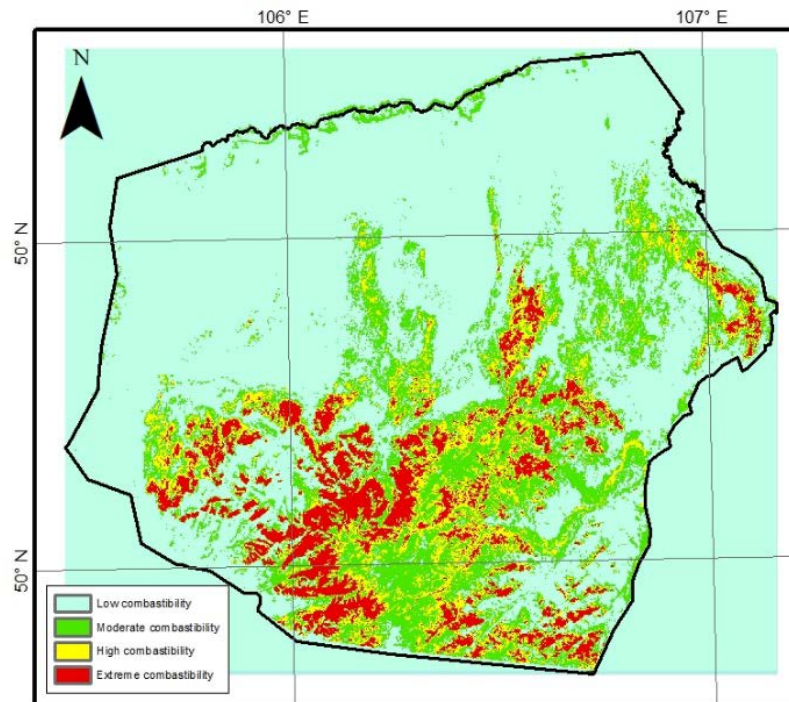 106° E
107° E
N
50° N
50° N
Low combastibility
Moderate combastibility
High combastibility
Extreme combastibility